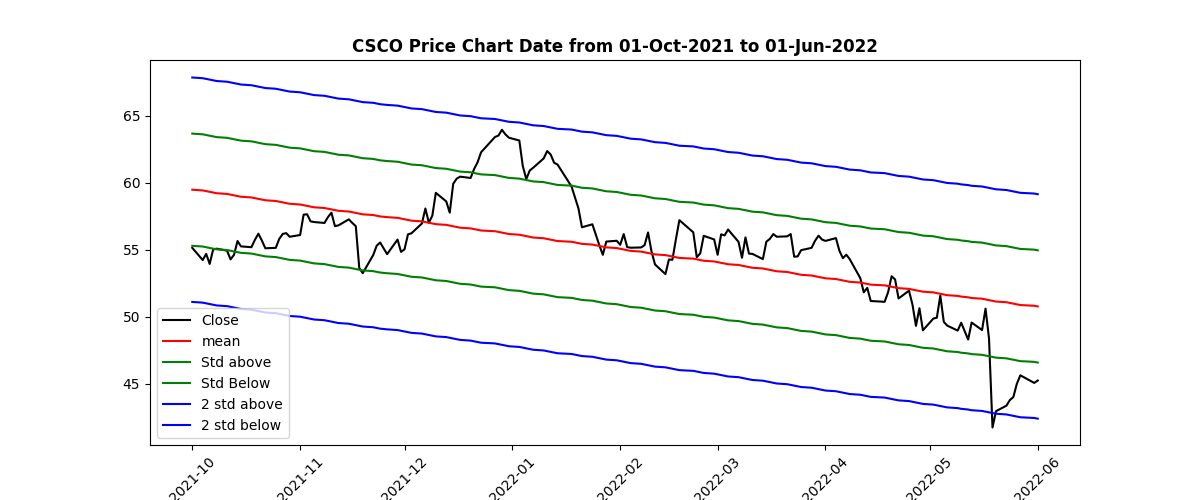 CSCO Price Chart Date from 01-Oct-2021 to 01-Jun-2022
65
60
55
50
45
Close
mean
Std above
Std Below
2 std above
2 std below
2021-10
2021-11
2021-12
2022-01
2022-02
2022-03
2022-04
2022-05
2022-06